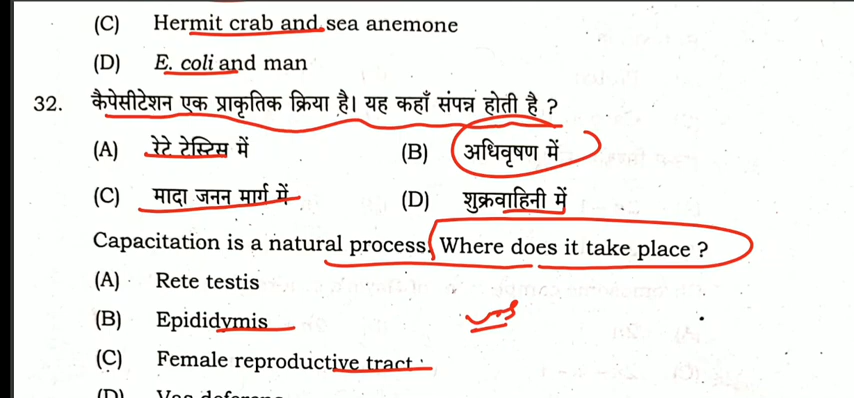 (C) Hermit crab and sea anemone
(D) E. coli and man
32. कैपेसीटेशन एक प्राकृतिक क्रिया है। यह कहाँ संपन्न होती है ?
(A) रेटे टेस्टिस में (B) अधिवृषण में
(C) मादा जनन मार्ग में (D) शुक्रवाहिनी में
Capacitation is a natural process. Where does it take place ?
(A) Rete testis
(B) Epididymis
(C) Female reproductive tract
(D)